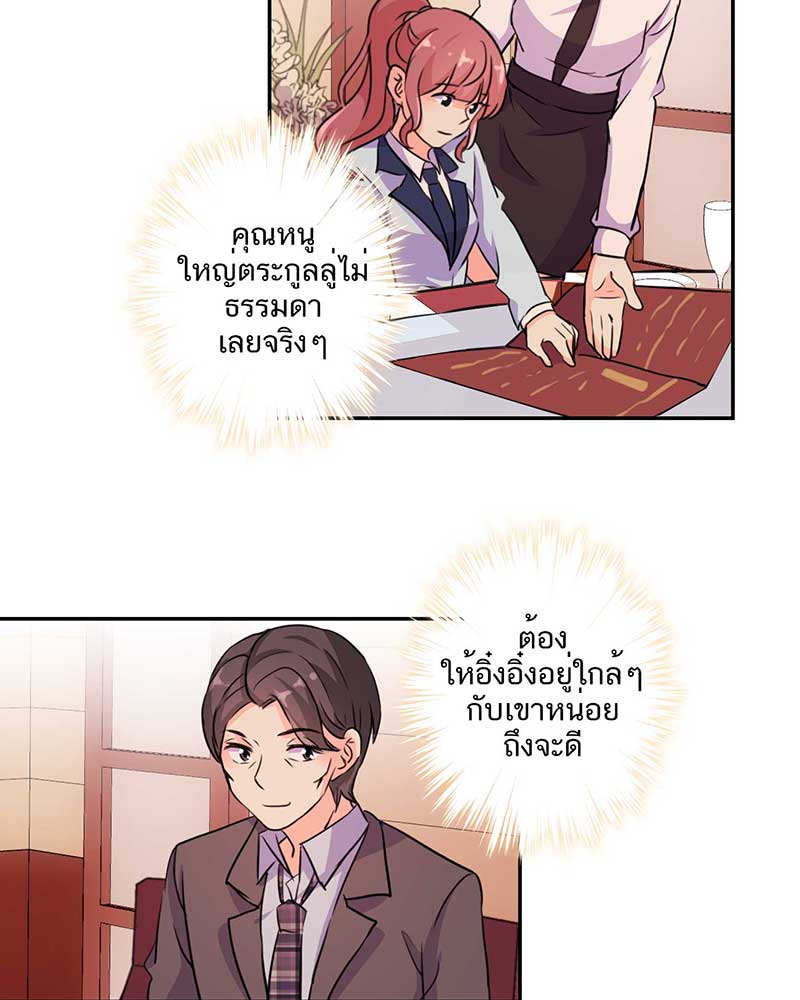 คุณหนู
ใหญ่ตระกูลลู่ไม่
ธรรมดา
เลยจริงๆ
ต้อง
ให้อิ๋งอิ๋งอยู่ใกล้ๆ
กับเขาหน่อย
ถึงจะดี